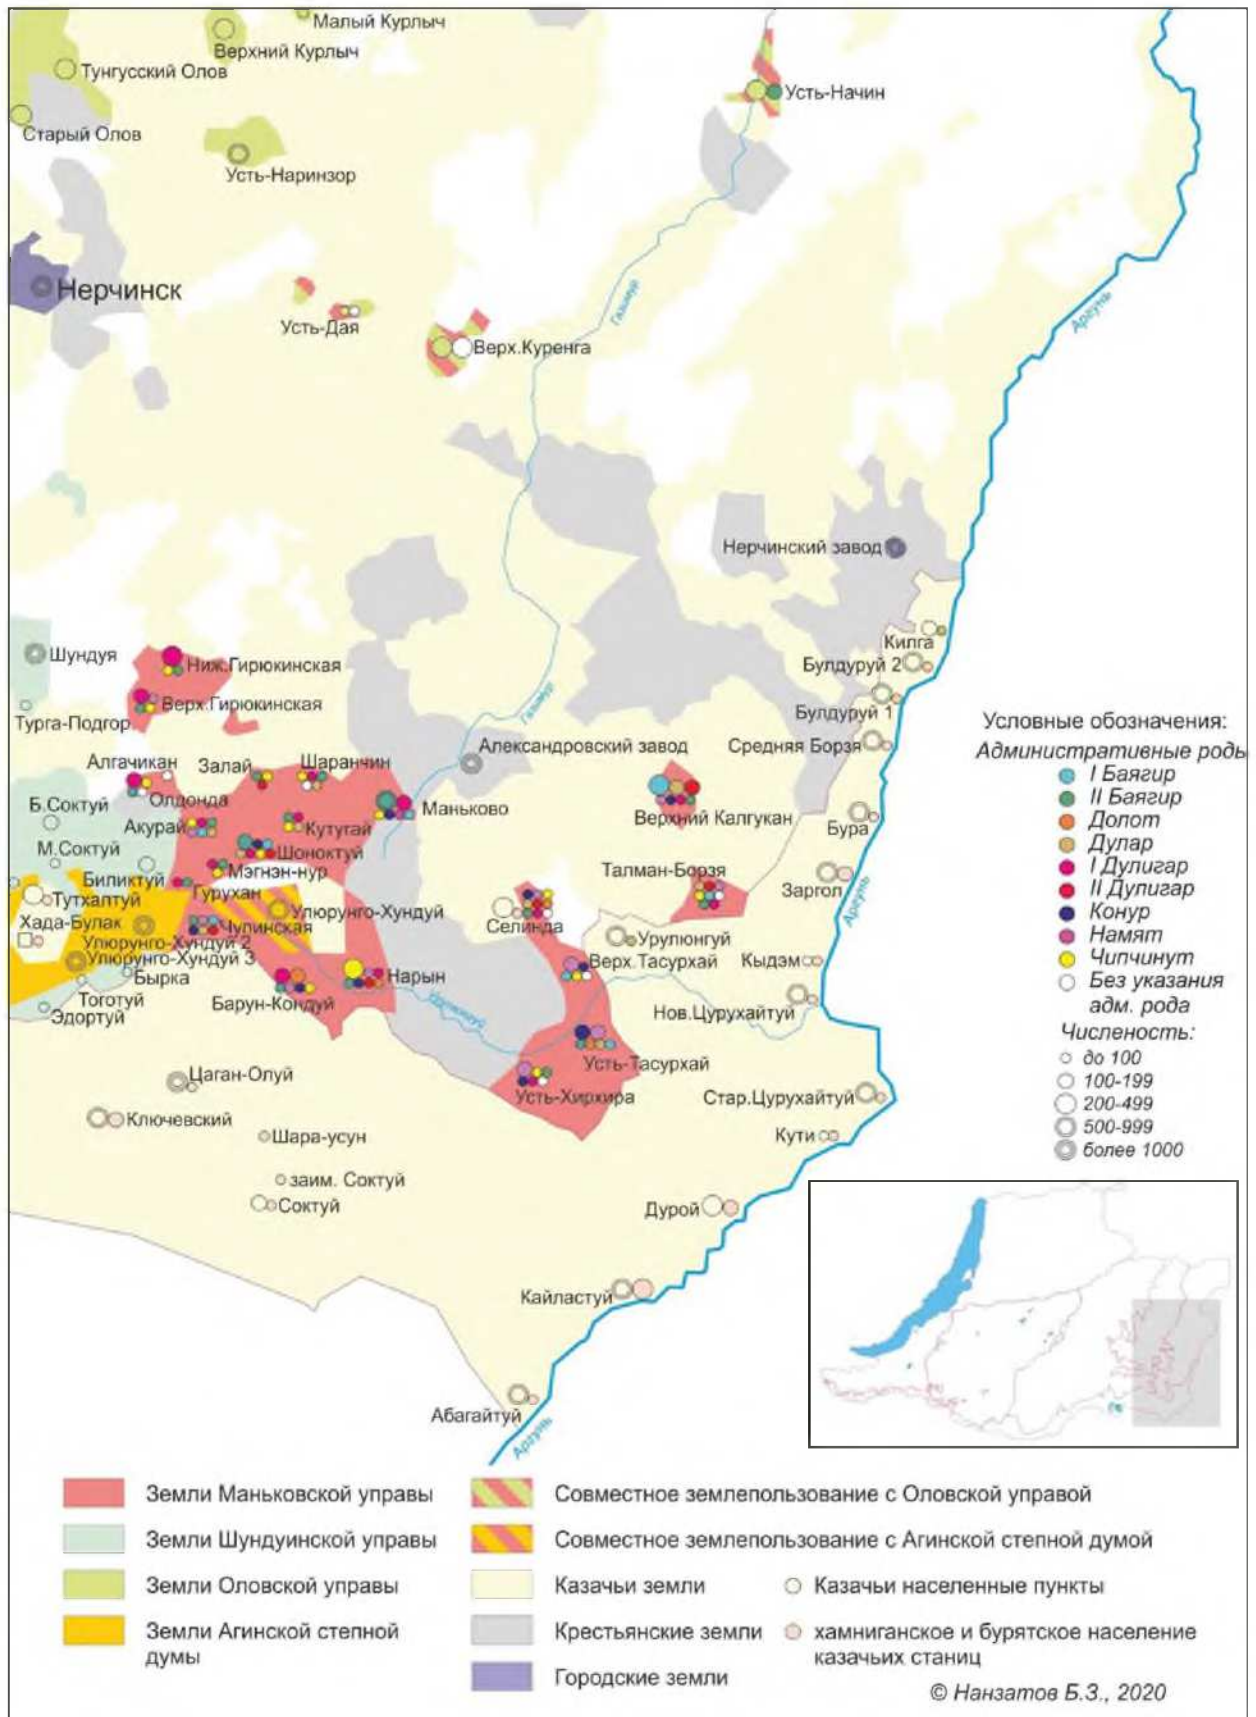 Малый Курлыч
Верхний Курлыч
Тунгусский Олов
Усть-Начин
Старый Олов
Усть-Наринзор
Нерчинск
Газимур
Аргунь
Усть-Дая
Верх.Куренга
Нерчинский завод
Килга
Шундуя
Ниж.Гирюкинская
Булдуруй 2
Верх.Гирюкинская
Булдуруй 1
Турга-Подгор.
Газимур
Условные обозначения:
Александровский завод
Средняя Борзя
Административные роды
Алгачикан
Залай
Шаранчин
I Баягир
Олдонда
II Баягир
Б.Соктуй
Маньково
Верхний Калгукан
Долот
Акурай
Кутугай
Бура
Дулар
М.Соктуй
Шоноктуй
I Дулигар
Биликтуй
Мэгнэн-нур
Талман-Борзя
II Дулигар
Тутхалтуй
Гурухан
Заргол
Аргунь
Конур
Хада-Булак
Улюрунго-Хундуй
Чупинская
Селинда
Намят
Улюрунго-Хундуй 2
Урулюнгуй
Чипчинут
Улюрунго-Хундуй 3
Верх.Тасурхай
Кыдэм
Без указания
адм. рода
Бырка
Нарын
Тоготуй
Барун-Кондуй
Нов.Цурухайтуй
Эдортуй
Численость:
Усть-Тасурхай
до 100
Цаган-Олуй
100-199
Усть-Хирхира
Стар.Цурухайтуй
200-499
Ключевский
500-999
Шара-усун
Кути
более 1000
заим. Соктуй
Соктуй
Дурой
Кайластуй
Абагайтуй
Аргунь
Земли Маньковской управы
Земли Шундуинской управы
Земли Оловской управы
Земли Агинской степной
думы
Совместное землепользование с Оловской управой
Совместное землепользование с Агинской степной думой
Казачьи земли
Крестьянские земли
Городские земли
Казачьи населенные пункты
хамниганское и бурятское население
казачьих станиц
© Нанзатов Б.З., 2020